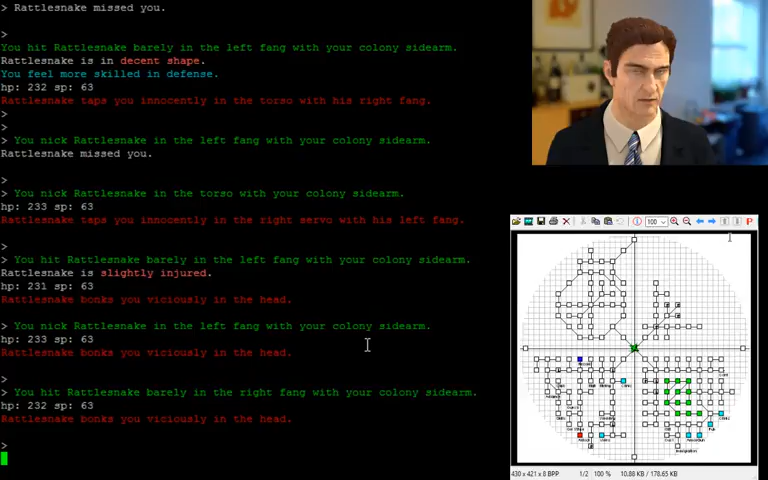 > Rattlesnake missed you.
>
You hit Rattlesnake barely in the left fang with your colony sidearm.
Rattlesnake is in decent shape.
You feel more skilled in defense.
hp: 232 sp: 63
Rattlesnake taps you innocently in the torso with his right fang.
>
>
> You nick Rattlesnake in the left fang with your colony sidearm.
Rattlesnake missed you.
>
> You nick Rattlesnake in the torso with your colony sidearm.
hp: 233 sp: 63
Rattlesnake taps you innocently in the right servo with his left fang.
>
> You hit Rattlesnake barely in the left fang with your colony sidearm.
Rattlesnake is slightly injured.
hp: 231 sp: 63
Rattlesnake bonks you viciously in the head.
> You nick Rattlesnake in the left fang with your colony sidearm.
hp: 233 sp: 63
Rattlesnake bonks you viciously in the head.
>
> You hit Rattlesnake barely in the right fang with your colony sidearm.
hp: 232 sp: 63
Rattlesnake bonks you viciously in the head.
>
100
430 x 421 x 8 BPP
1/2
100 %
10.88 KB / 178.65 KB